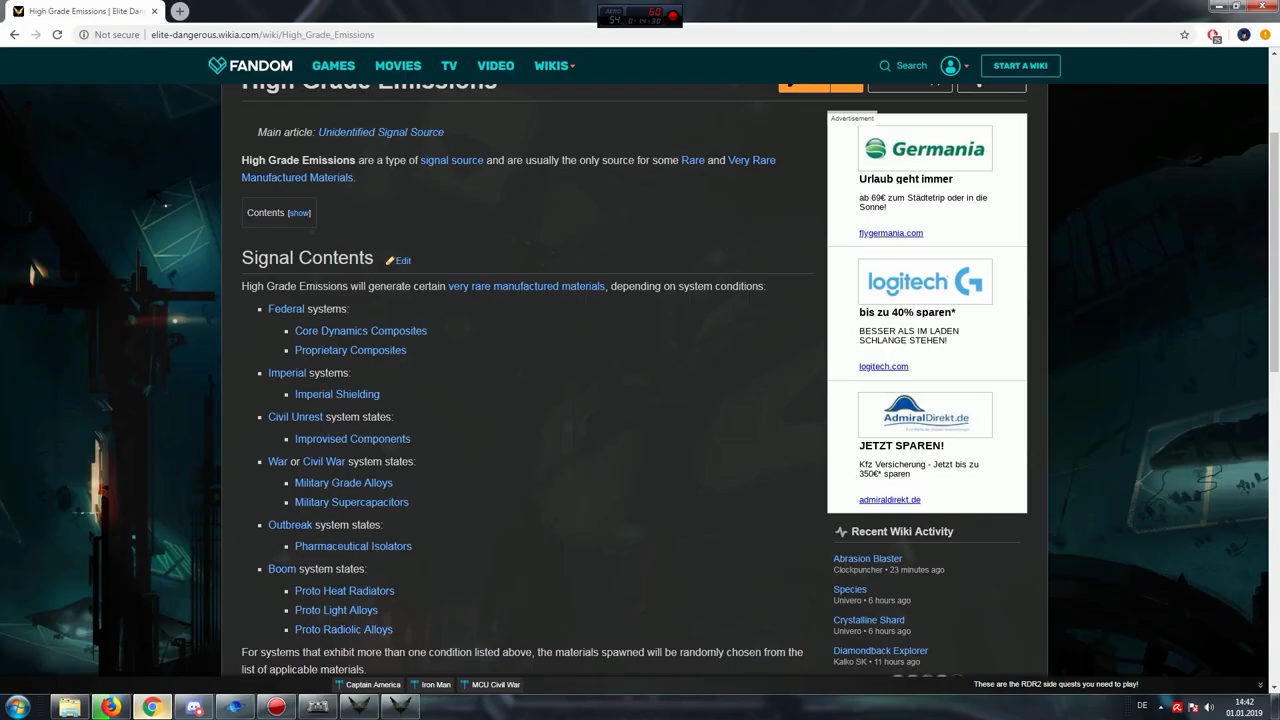 High Grade Emissions | Elite Dan
60
54
0:14:30
Not secure | elite-dangerous.wikia.com/wiki/High_Grade_Emissions
25
FANDOM
GAMES
MOVIES
TV
VIDEO
WIKIS
Search
START A WIKI
High Grade Emissions
Main article: Unidentified Signal Source
High Grade Emissions are a type of signal source and are usually the only source for some Rare and Very Rare
Manufactured Materials.
Contents [show]
Signal Contents
Edit
High Grade Emissions will generate certain very rare manufactured materials, depending on system conditions:
Federal systems:
Core Dynamics Composites
Proprietary Composites
Imperial systems:
Imperial Shielding
Civil Unrest system states:
Improvised Components
War or Civil War system states:
Military Grade Alloys
Military Supercapacitors
Outbreak system states:
Pharmaceutical Isolators
Boom system states:
Proto Heat Radiators
Proto Light Alloys
Proto Radiolic Alloys
For systems that exhibit more than one condition listed above, the materials spawned will be randomly chosen from the
list of applicable materials.
Advertisement
Germania
Urlaub geht immer
ab 69€ zum Städtetrip oder in die
Sonne!
flygermania.com
logitech G
bis zu 40% sparen*
BESSER ALS IM LADEN
SCHLANGE STEHEN!
logitech.com
AdmiralDirekt.de
JETZT SPAREN!
Kfz Versicherung - Jetzt bis zu
350€* sparen
admiraldirekt.de
Recent Wiki Activity
Abrasion Blaster
Clockpuncher • 23 minutes ago
Species
Univero • 6 hours ago
Crystalline Shard
Univero • 6 hours ago
Diamondback Explorer
Kalko SK • 11 hours ago
Captain America
Iron Man
MCU Civil War
These are the RDR2 side quests you need to play!
DE
14:42
01.01.2019